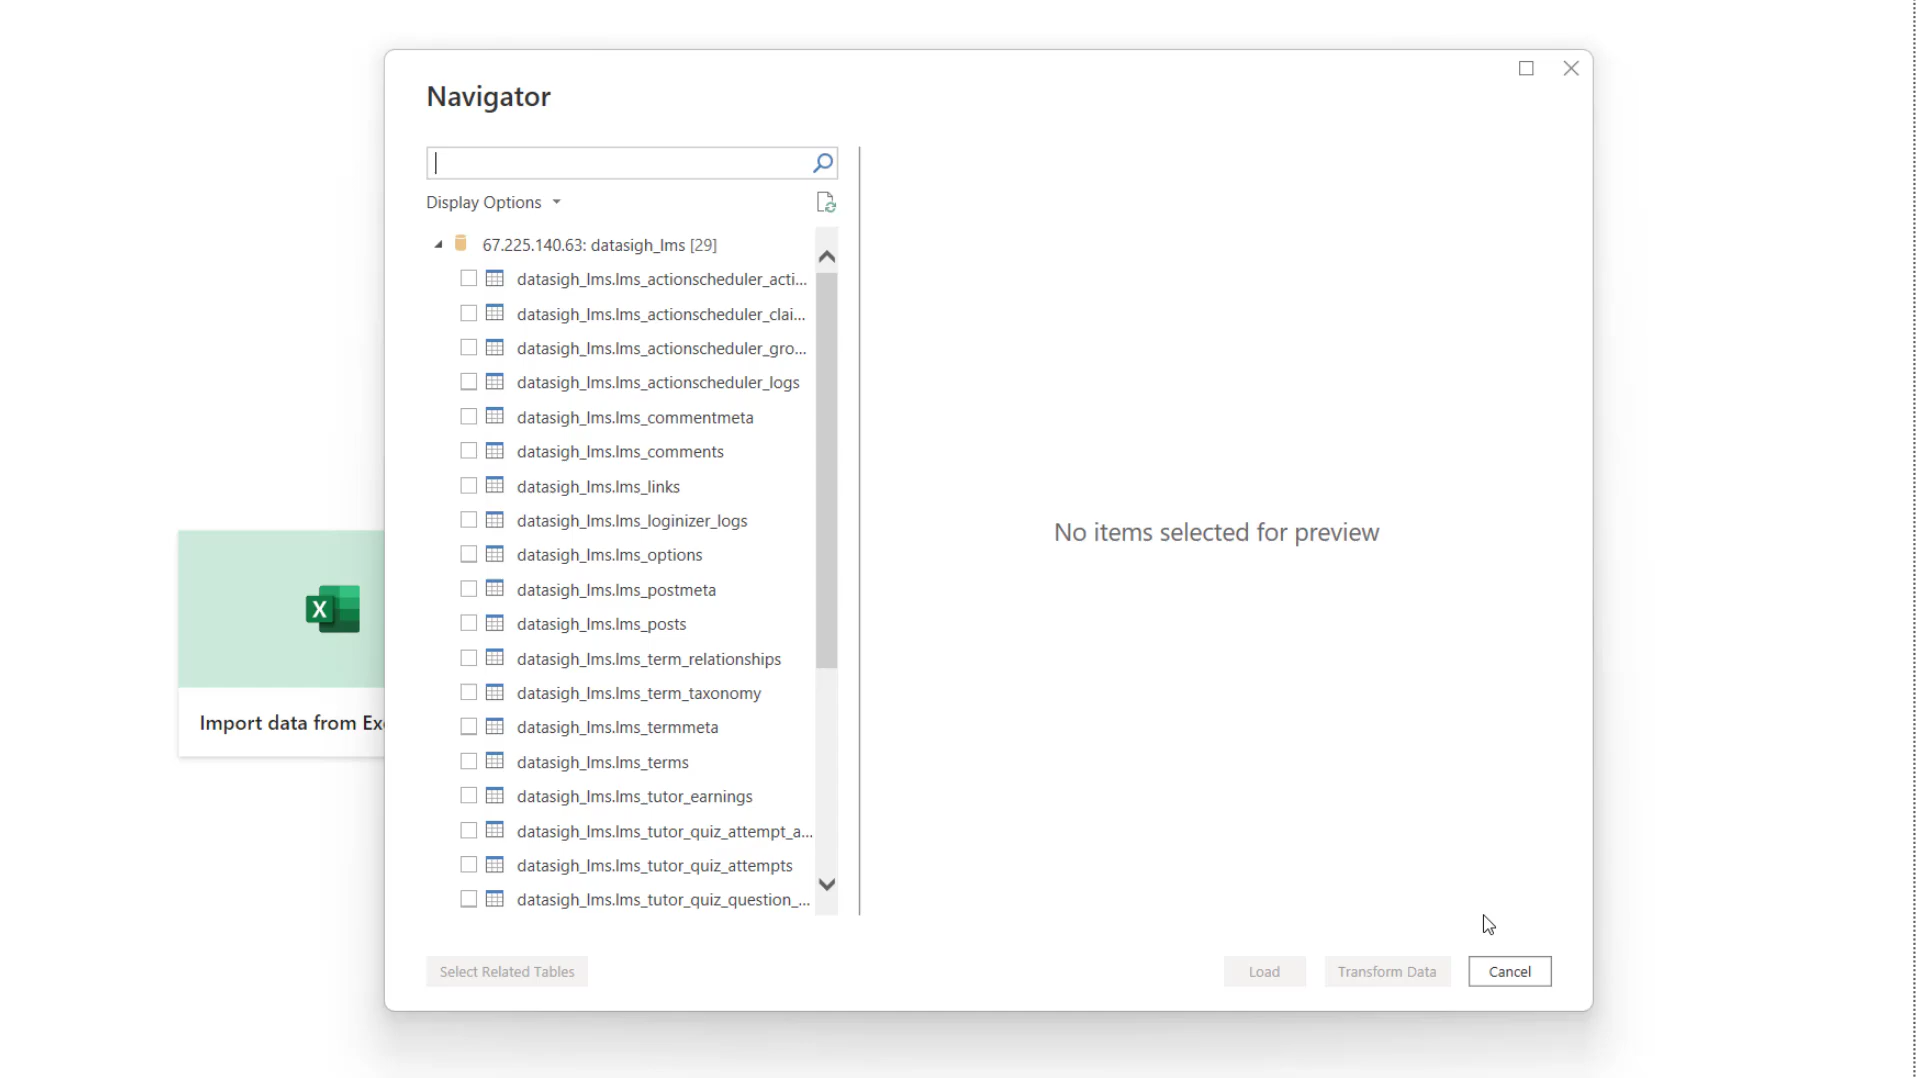 Navigator
Display Options
67.225.140.63: datasigh_lms [29]
datasigh_lms.lms_actionscheduler_acti...
datasigh_lms.lms_actionscheduler_clai...
datasigh_lms.lms_actionscheduler_gro...
datasigh_lms.lms_actionscheduler_logs
datasigh_lms.lms_commentmeta
datasigh_lms.lms_comments
datasigh_lms.lms_links
datasigh_lms.lms_loginizer_logs
datasigh_lms.lms_options
datasigh_lms.lms_postmeta
datasigh_lms.lms_posts
datasigh_lms.lms_term_relationships
datasigh_lms.lms_term_taxonomy
datasigh_lms.lms_termmeta
datasigh_lms.lms_terms
datasigh_lms.lms_tutor_earnings
datasigh_lms.lms_tutor_quiz_attempt_a...
datasigh_lms.lms_tutor_quiz_attempts
datasigh_lms.lms_tutor_quiz_question_...
No items selected for preview
X
Import data from Exc
Select Related Tables
Load
Transform Data
Cancel